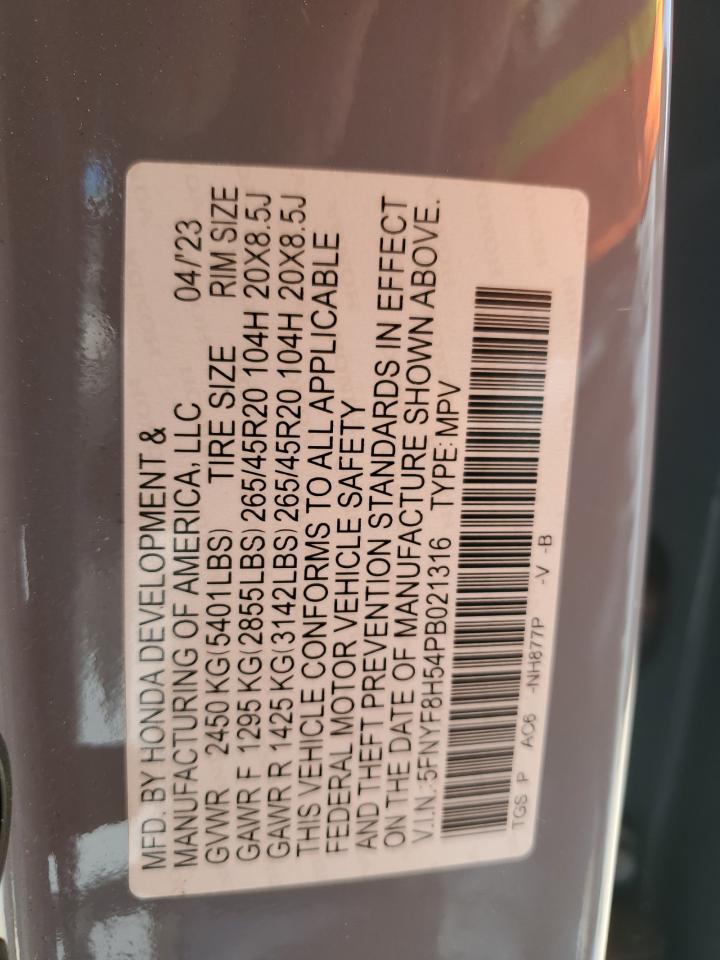 MFD. BY HONDA DEVELOPMENT &
MANUFACTURING OF AMERICA, LLC 04/'23
GVWR 2450 KG(5401LBS) TIRE SIZE RIM SIZE
GAWR F 1295 KG(2855LBS) 265/45R20 104H 20X8.5J
GAWR R 1425 KG(3142LBS) 265/45R20 104H 20X8.5J
THIS VEHICLE CONFORMS TO ALL APPLICABLE
FEDERAL MOTOR VEHICLE SAFETY
AND THEFT PREVENTION STANDARDS IN EFFECT
ON THE DATE OF MANUFACTURE SHOWN ABOVE.
V.I.N.:5FNYF8H54PB021316 TYPE: MPV
TGS P AC6 -NH877P -V -B